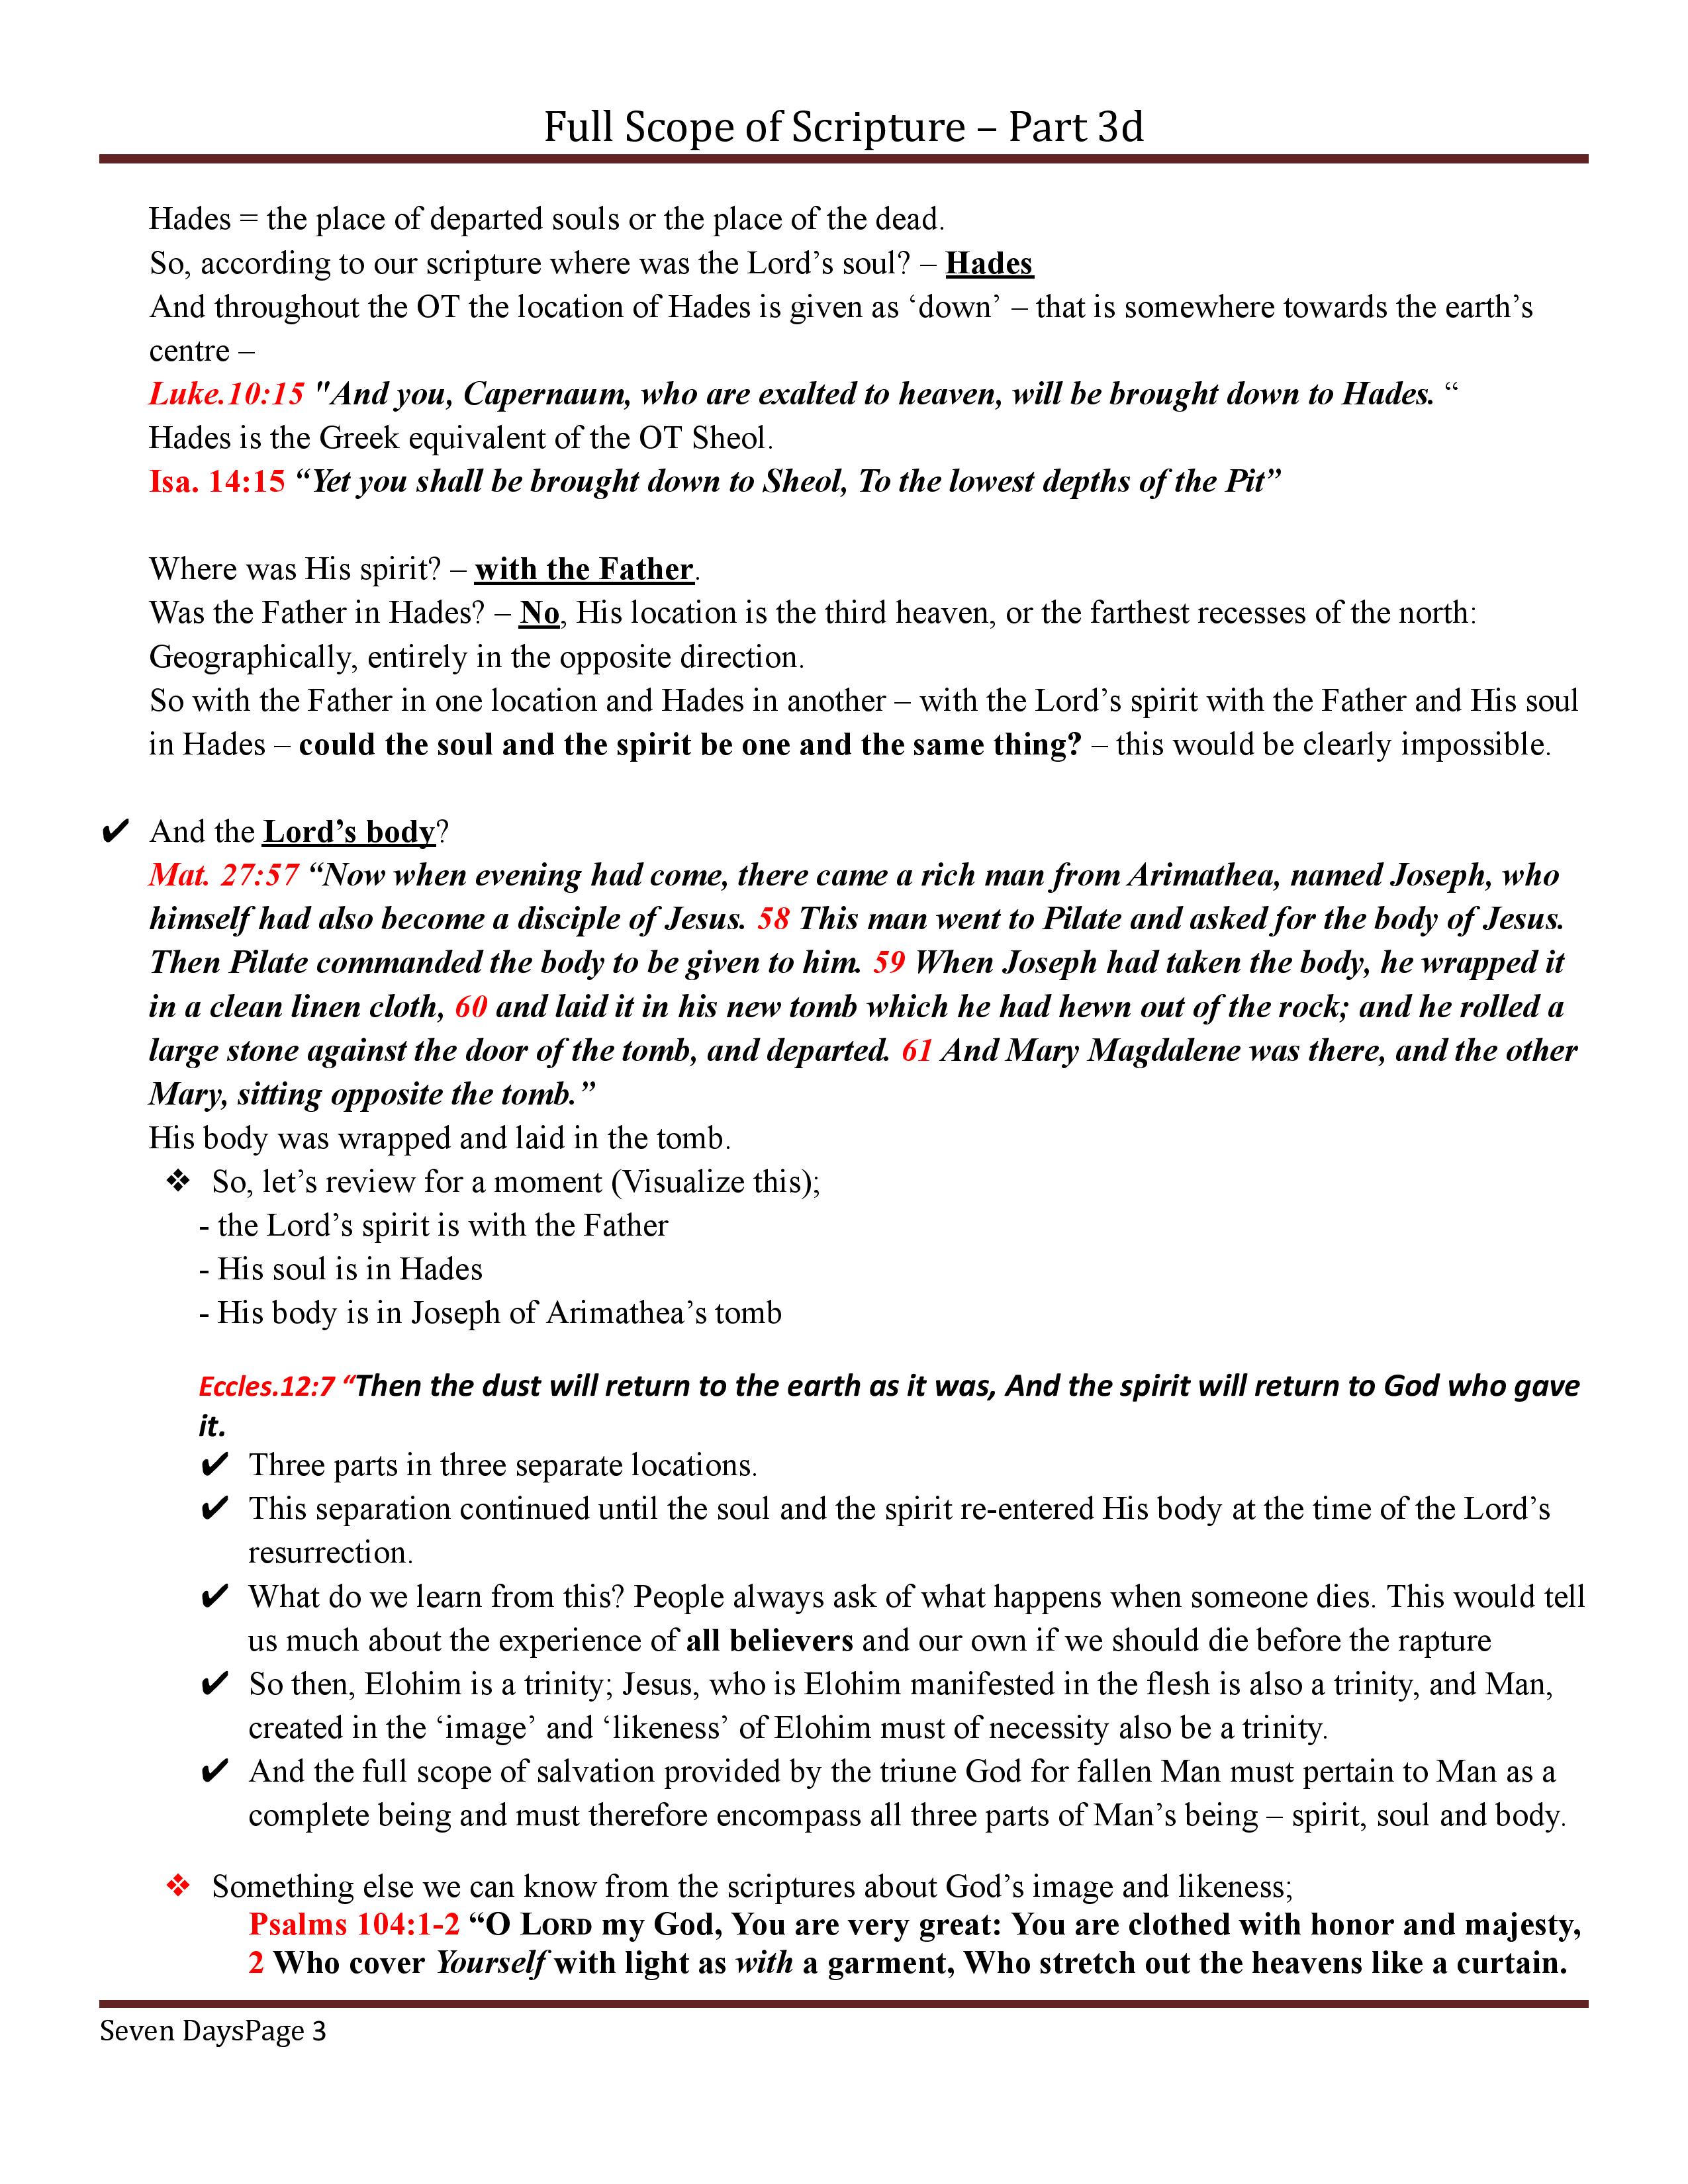 Full Scope of Scripture – Part 3d
Hades = the place of departed souls or the place of the dead.
So, according to our scripture where was the Lord’s soul? – Hades
And throughout the OT the location of Hades is given as ‘down’ – that is somewhere towards the earth’s
centre –
Luke.10:15 "And you, Capernaum, who are exalted to heaven, will be brought down to Hades. “
Hades is the Greek equivalent of the OT Sheol.
Isa. 14:15 “Yet you shall be brought down to Sheol, To the lowest depths of the Pit”
Where was His spirit? – with the Father.
Was the Father in Hades? – No, His location is the third heaven, or the farthest recesses of the north:
Geographically, entirely in the opposite direction.
So with the Father in one location and Hades in another – with the Lord’s spirit with the Father and His soul
in Hades – could the soul and the spirit be one and the same thing? – this would be clearly impossible.
✔ And the Lord’s body?
Mat. 27:57 “Now when evening had come, there came a rich man from Arimathea, named Joseph, who
himself had also become a disciple of Jesus. 58 This man went to Pilate and asked for the body of Jesus.
Then Pilate commanded the body to be given to him. 59 When Joseph had taken the body, he wrapped it
in a clean linen cloth, 60 and laid it in his new tomb which he had hewn out of the rock; and he rolled a
large stone against the door of the tomb, and departed. 61 And Mary Magdalene was there, and the other
Mary, sitting opposite the tomb.”
His body was wrapped and laid in the tomb.
❖ So, let’s review for a moment (Visualize this);
- the Lord’s spirit is with the Father
- His soul is in Hades
- His body is in Joseph of Arimathea’s tomb
Eccles.12:7 “Then the dust will return to the earth as it was, And the spirit will return to God who gave
it.
✔ Three parts in three separate locations.
✔ This separation continued until the soul and the spirit re-entered His body at the time of the Lord’s
resurrection.
✔ What do we learn from this? People always ask of what happens when someone dies. This would tell
us much about the experience of all believers and our own if we should die before the rapture
✔ So then, Elohim is a trinity; Jesus, who is Elohim manifested in the flesh is also a trinity, and Man,
created in the ‘image’ and ‘likeness’ of Elohim must of necessity also be a trinity.
✔ And the full scope of salvation provided by the triune God for fallen Man must pertain to Man as a
complete being and must therefore encompass all three parts of Man’s being – spirit, soul and body.
❖ Something else we can know from the scriptures about God’s image and likeness;
Psalms 104:1-2 “O LORD my God, You are very great: You are clothed with honor and majesty,
2 Who cover Yourself with light as with a garment, Who stretch out the heavens like a curtain.
Seven DaysPage 3